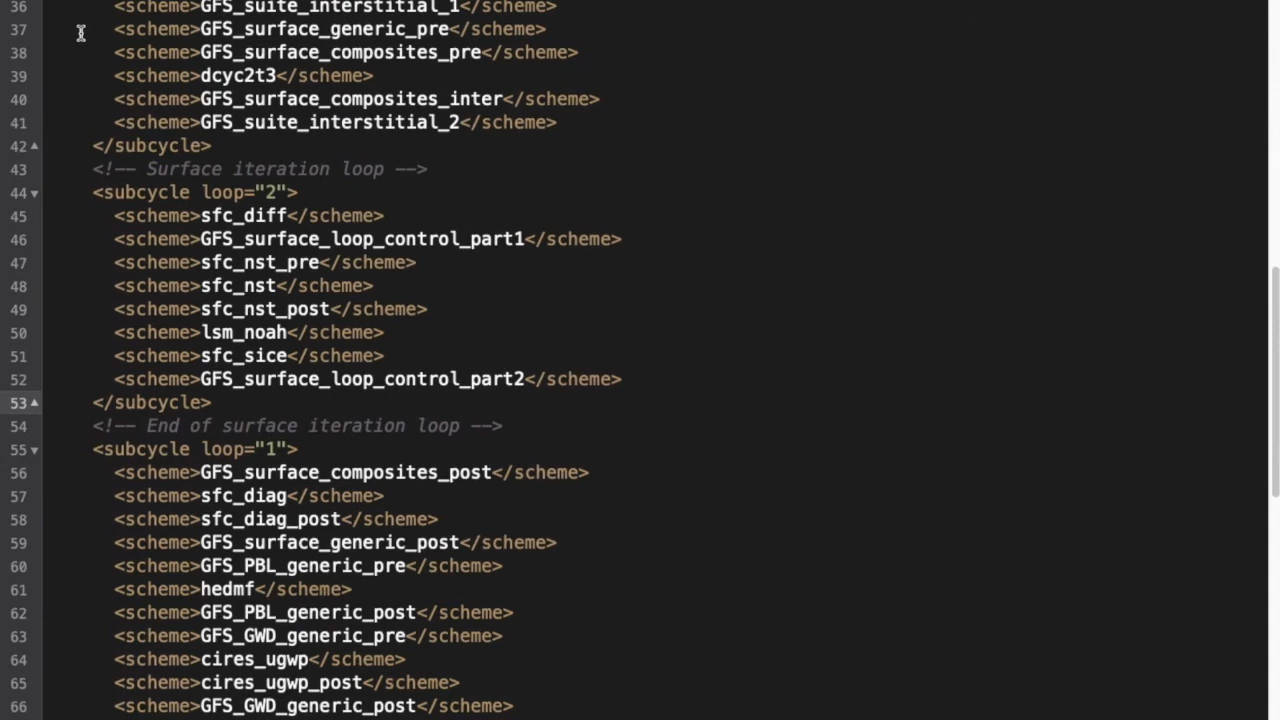 36 <scheme>GFS_suite_interstitial_1</scheme>
37 <scheme>GFS_surface_generic_pre</scheme>
38 <scheme>GFS_surface_composites_pre</scheme>
39 <scheme>dcyc2t3</scheme>
40 <scheme>GFS_surface_composites_inter</scheme>
41 <scheme>GFS_suite_interstitial_2</scheme>
42 </subcycle>
43 <!-- Surface iteration loop -->
44 <subcycle loop="2">
45 <scheme>sfc_diff</scheme>
46 <scheme>GFS_surface_loop_control_part1</scheme>
47 <scheme>sfc_nst_pre</scheme>
48 <scheme>sfc_nst</scheme>
49 <scheme>sfc_nst_post</scheme>
50 <scheme>lsm_noah</scheme>
51 <scheme>sfc_sice</scheme>
52 <scheme>GFS_surface_loop_control_part2</scheme>
53 </subcycle>
54 <!-- End of surface iteration loop -->
55 <subcycle loop="1">
56 <scheme>GFS_surface_composites_post</scheme>
57 <scheme>sfc_diag</scheme>
58 <scheme>sfc_diag_post</scheme>
59 <scheme>GFS_surface_generic_post</scheme>
60 <scheme>GFS_PBL_generic_pre</scheme>
61 <scheme>hedmf</scheme>
62 <scheme>GFS_PBL_generic_post</scheme>
63 <scheme>GFS_GWD_generic_pre</scheme>
64 <scheme>cires_ugwp</scheme>
65 <scheme>cires_ugwp_post</scheme>
66 <scheme>GFS_GWD_generic_post</scheme>